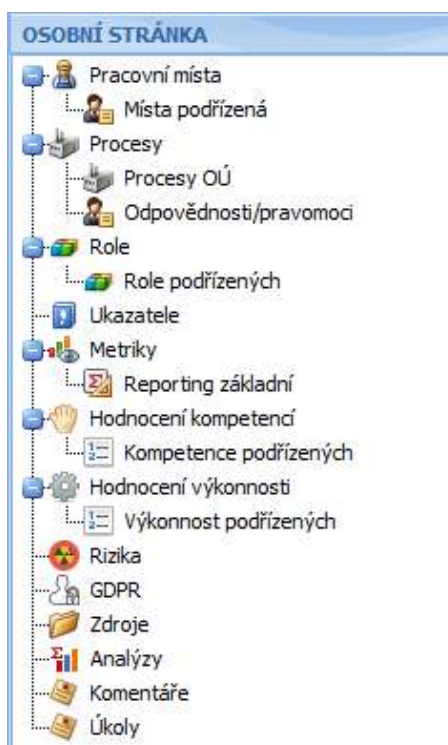 OSOBNÍ STRÁNKA
Pracovní místa
Místa podřízená
Procesy
Procesy OÚ
Odpovědnosti/pravomoci
Role
Role podřízených
Ukazatele
Metriky
Reporting základní
Hodnocení kompetencí
Kompetence podřízených
Hodnocení výkonnosti
Výkonnost podřízených
Rizika
GDPR
Zdroje
Analýzy
Komentáře
Úkoly